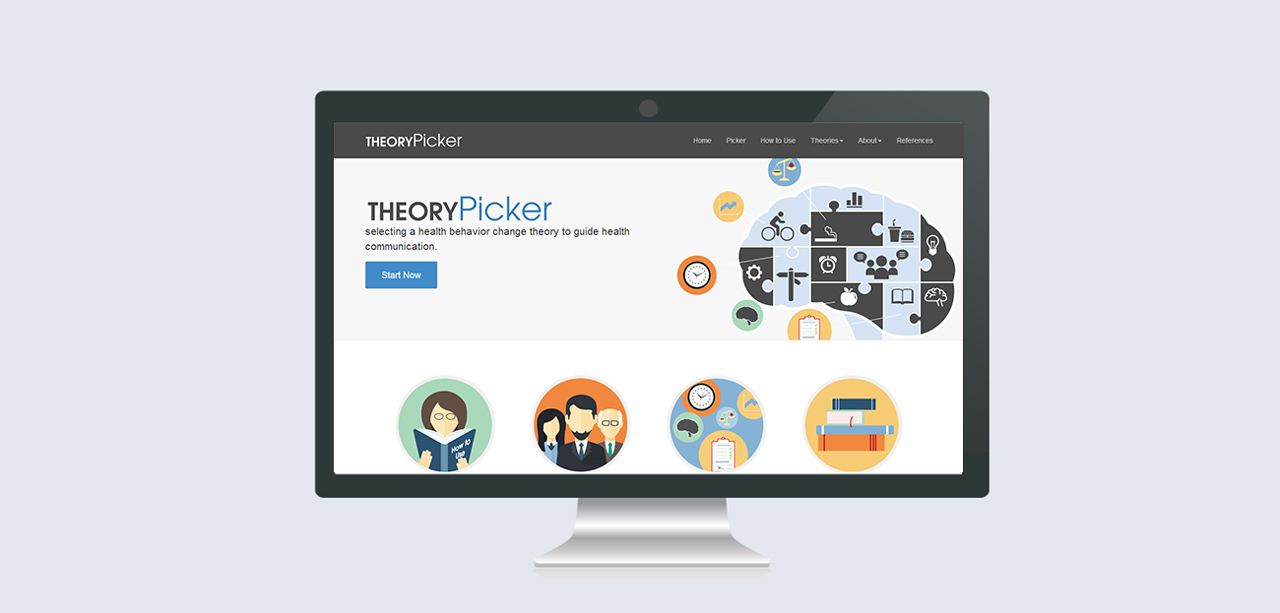 THEORYPicker
Home Picker How to Use Theories About References
THEORYPicker
selecting a health behavior change theory to guide health
communication.
Start Now
How to
Use